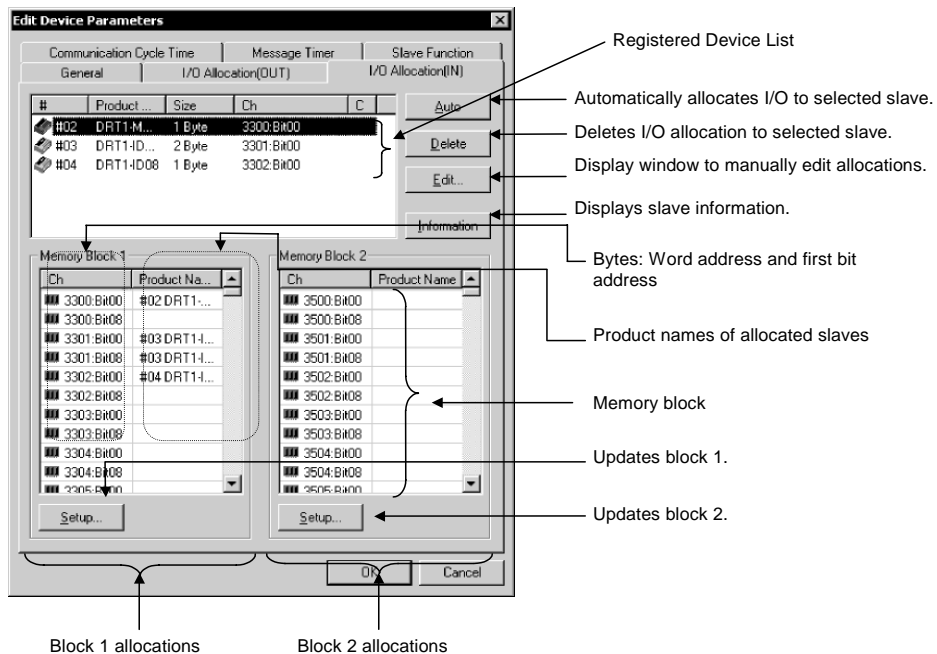 Edit Device Parameters
Communication Cycle Time Message Timer Slave Function
General I/O Allocation(OUT) I/O Allocation(IN)
# Product ... Size Ch C
#02 DRT1-M... 1 Byte 3300:Bit00
#03 DRT1-ID... 2 Byte 3301:Bit00
#04 DRT1-ID08 1 Byte 3302:Bit00
Auto
Delete
Edit...
Information
Registered Device List
Automatically allocates I/O to selected slave.
Deletes I/O allocation to selected slave.
Display window to manually edit allocations.
Displays slave information.
Bytes: Word address and first bit
address
Product names of allocated slaves
Memory block
Updates block 1.
Updates block 2.
Memory Block 1
Ch Product Na...
3300:Bit00 #02 DRT1-...
3300:Bit08
3301:Bit00 #03 DRT1-I...
3301:Bit08 #03 DRT1-I...
3302:Bit00 #04 DRT1-I...
3302:Bit08
3303:Bit00
3303:Bit08
3304:Bit00
3304:Bit08
3305:Bit00
Setup...
Memory Block 2
Ch Product Name
3500:Bit00
3500:Bit08
3501:Bit00
3501:Bit08
3502:Bit00
3502:Bit08
3503:Bit00
3503:Bit08
3504:Bit00
3504:Bit08
3505:Bit00
Setup...
OK Cancel
Block 1 allocations Block 2 allocations